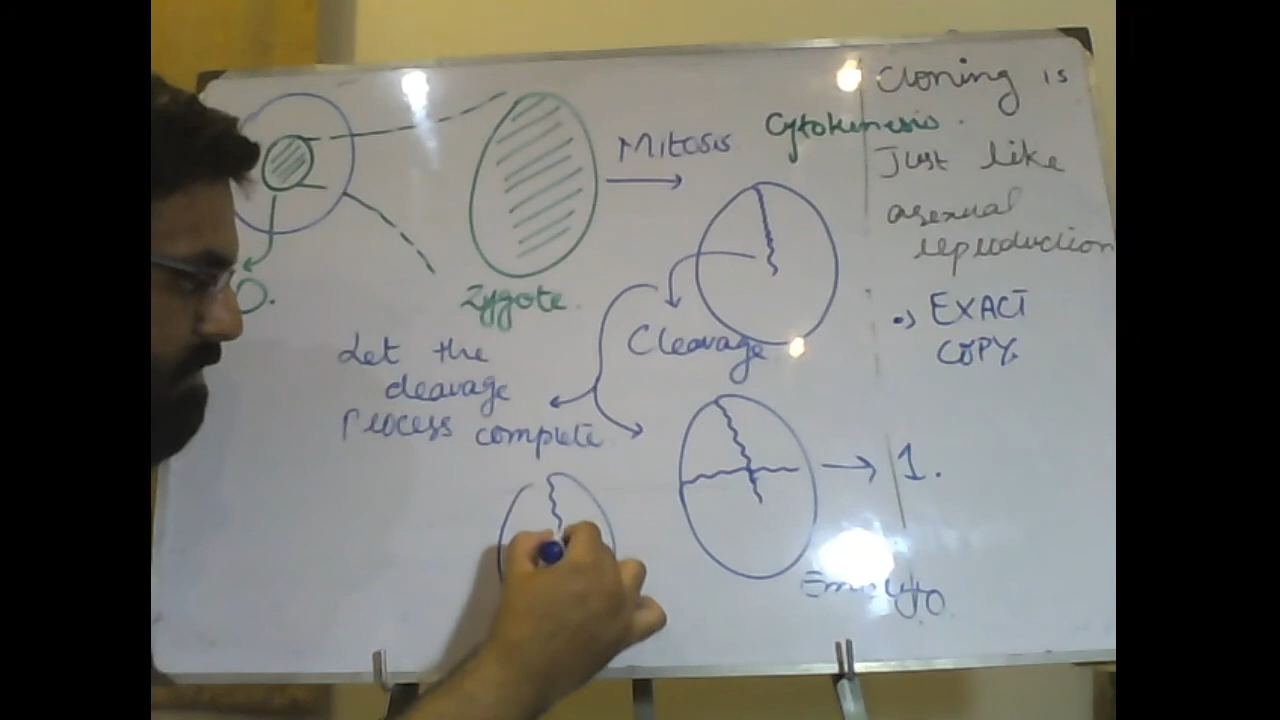 Cloning is
Just like
asexual
reproduction
•) EXACT
COPY.
Mitosis
Cytokinesis.
Zygote.
Cleavage
Let the
cleavage
Process complete
1.
Embryo